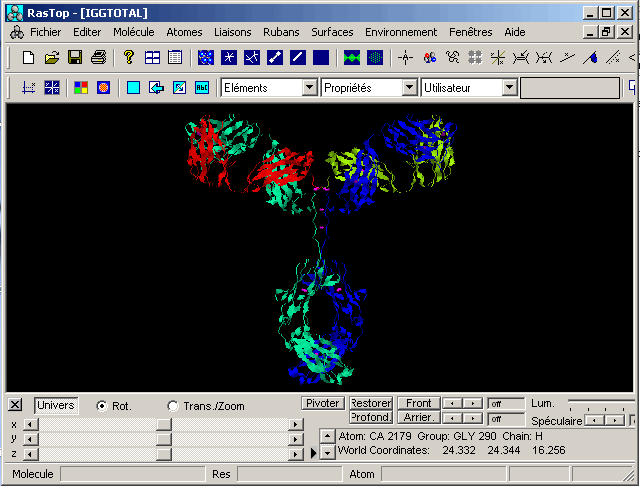 RasTop - [IGGTOTAL]
Fichier Editer Molécule Atomes Liaisons Rubans Surfaces Environnement Fenêtres Aide
Abc Eléments Propriétés Utilisateur
Univers Rot. Trans./Zoom Pivoter Restorer Front off Lum.
Profond. Arrier. off Spéculaire
x
y
z
Atom: CA 2179 Group: GLY 290 Chain: H
World Coordinates: 24.332 24.344 16.256
Molecule Res Atom